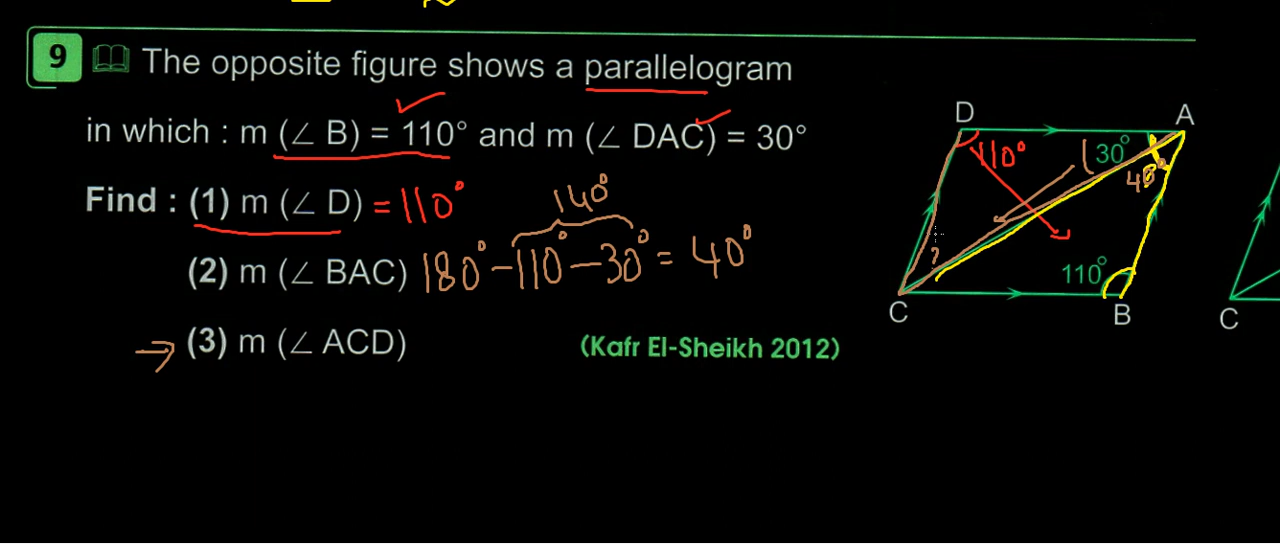 9 The opposite figure shows a parallelogram
in which : m (∠ B) = 110° and m (∠ DAC) = 30°
Find : (1) m (∠ D) = 110°
140°
(2) m (∠ BAC) 180° - 110° - 30° = 40°
(3) m (∠ ACD)
(Kafr El-Sheikh 2012)
D A
110° 30°
40°
?
110°
C B
C